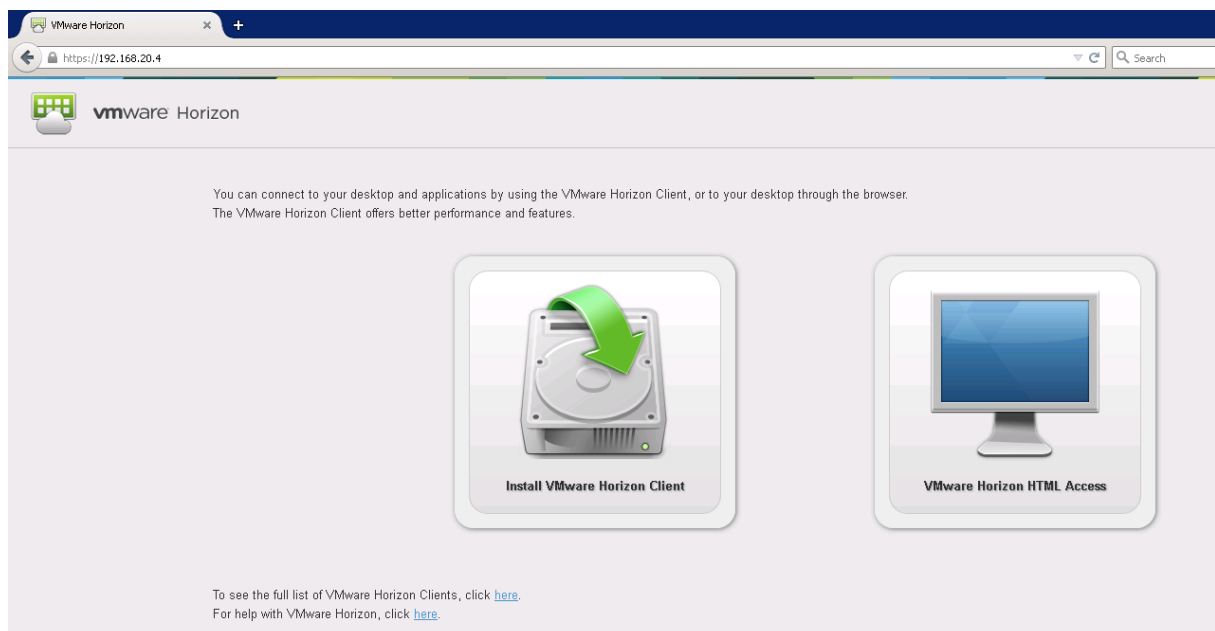 VMware Horizon
https://192.168.20.4
Search
vmware Horizon
You can connect to your desktop and applications by using the VMware Horizon Client, or to your desktop through the browser.
The VMware Horizon Client offers better performance and features.
Install VMware Horizon Client
VMware Horizon HTML Access
To see the full list of VMware Horizon Clients, click here.
For help with VMware Horizon, click here.